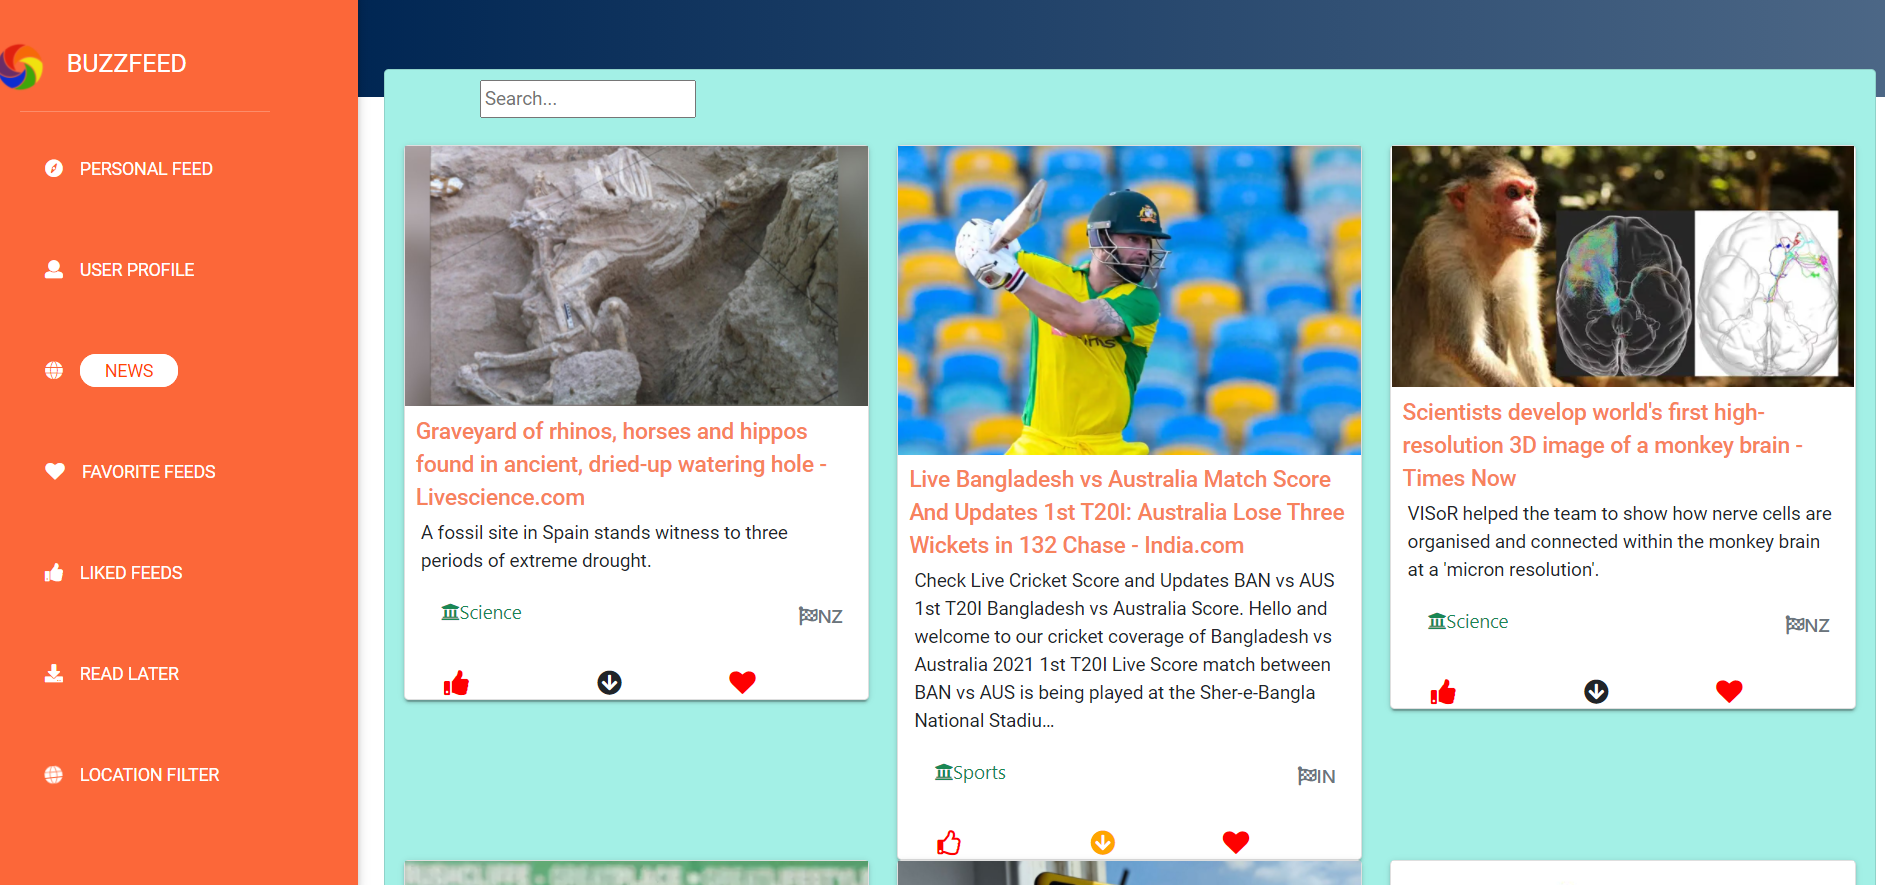 BUZZFEED
PERSONAL FEED
USER PROFILE
NEWS
FAVORITE FEEDS
LIKED FEEDS
READ LATER
LOCATION FILTER
Search...
Graveyard of rhinos, horses and hippos
found in ancient, dried-up watering hole -
Livescience.com
A fossil site in Spain stands witness to three
periods of extreme drought.
Science
NZ
Live Bangladesh vs Australia Match Score
And Updates 1st T20I: Australia Lose Three
Wickets in 132 Chase - India.com
Check Live Cricket Score and Updates BAN vs AUS
1st T20I Bangladesh vs Australia Score. Hello and
welcome to our cricket coverage of Bangladesh vs
Australia 2021 1st T20I Live Score match between
BAN vs AUS is being played at the Sher-e-Bangla
National Stadiu…
Sports
IN
Scientists develop world's first high-
resolution 3D image of a monkey brain -
Times Now
VISoR helped the team to show how nerve cells are
organised and connected within the monkey brain
at a 'micron resolution'.
Science
NZ